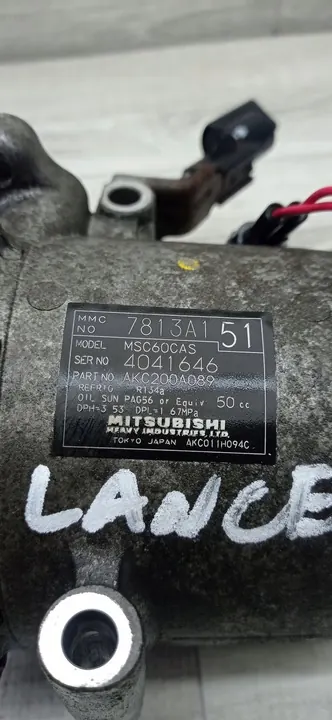 MMC NO 7813A1 51
MODEL MSC60CAS
SER NO 4041646
PART NO AKC200A089
REFRIG R134a
OIL SUN PAG56 or Equiv 50 cc
DPH=3 53 DPL=1 67MPa
MITSUBISHI
HEAVY INDUSTRIES, LTD.
TOKYO JAPAN AKC011H094C
LANCE